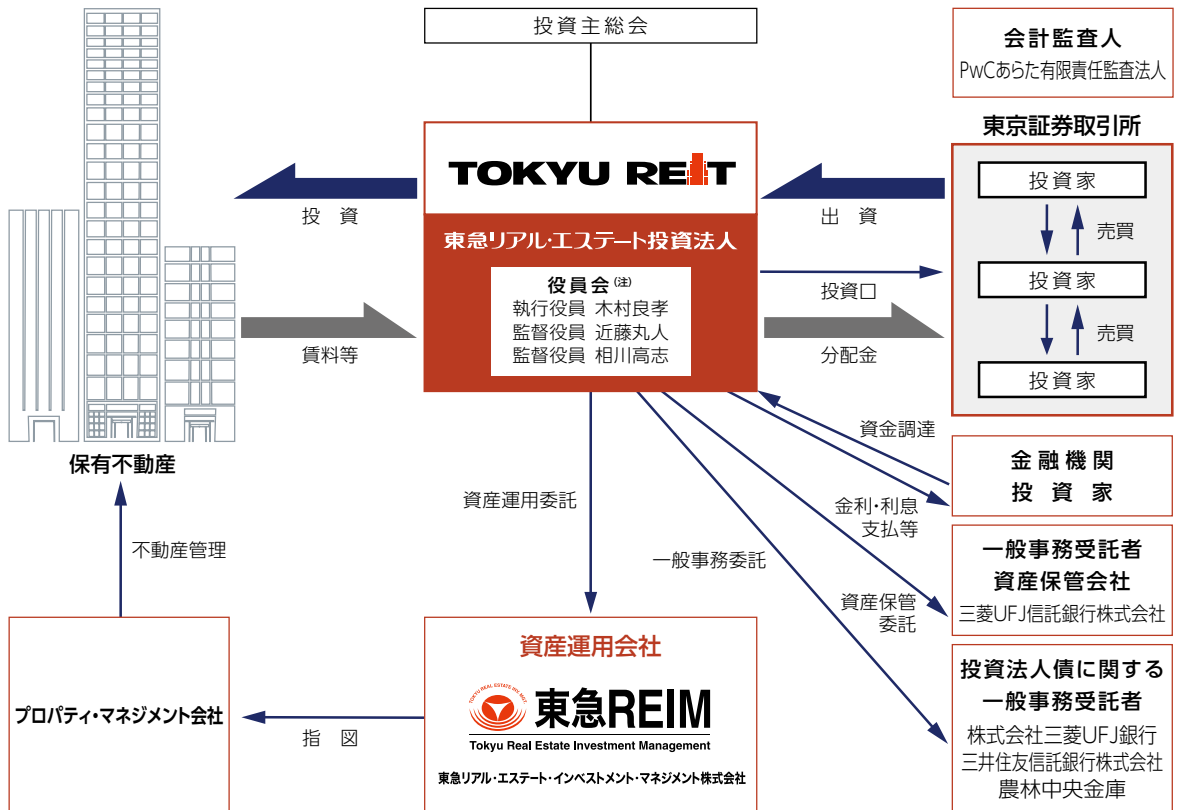 投資主総会
会計監査人
PwCあらた有限責任監査法人
東京証券取引所
TOKYU REIT
投資家
投 資
出 資
売買
東急リアル・エステート投資法人
役員会(注)
執行役員 木村良孝
監督役員 近藤丸人
監督役員 相川高志
投資口
投資家
賃料等
分配金
売買
投資家
保有不動産
資金調達
金融機関
投資家
資産運用委託
金利・利息
支払等
不動産管理
一般事務委託
一般事務受託者
資産保管会社
三菱UFJ信託銀行株式会社
資産保管
委託
資産運用会社
TOKYU REAL ESTATE INV. MGT.
東急REIM
Tokyu Real Estate Investment Management
東急リアル・エステート・インベストメント・マネジメント株式会社
プロパティ・マネジメント会社
指 図
投資法人債に関する
一般事務受託者
株式会社三菱UFJ銀行
三井住友信託銀行株式会社
農林中央金庫